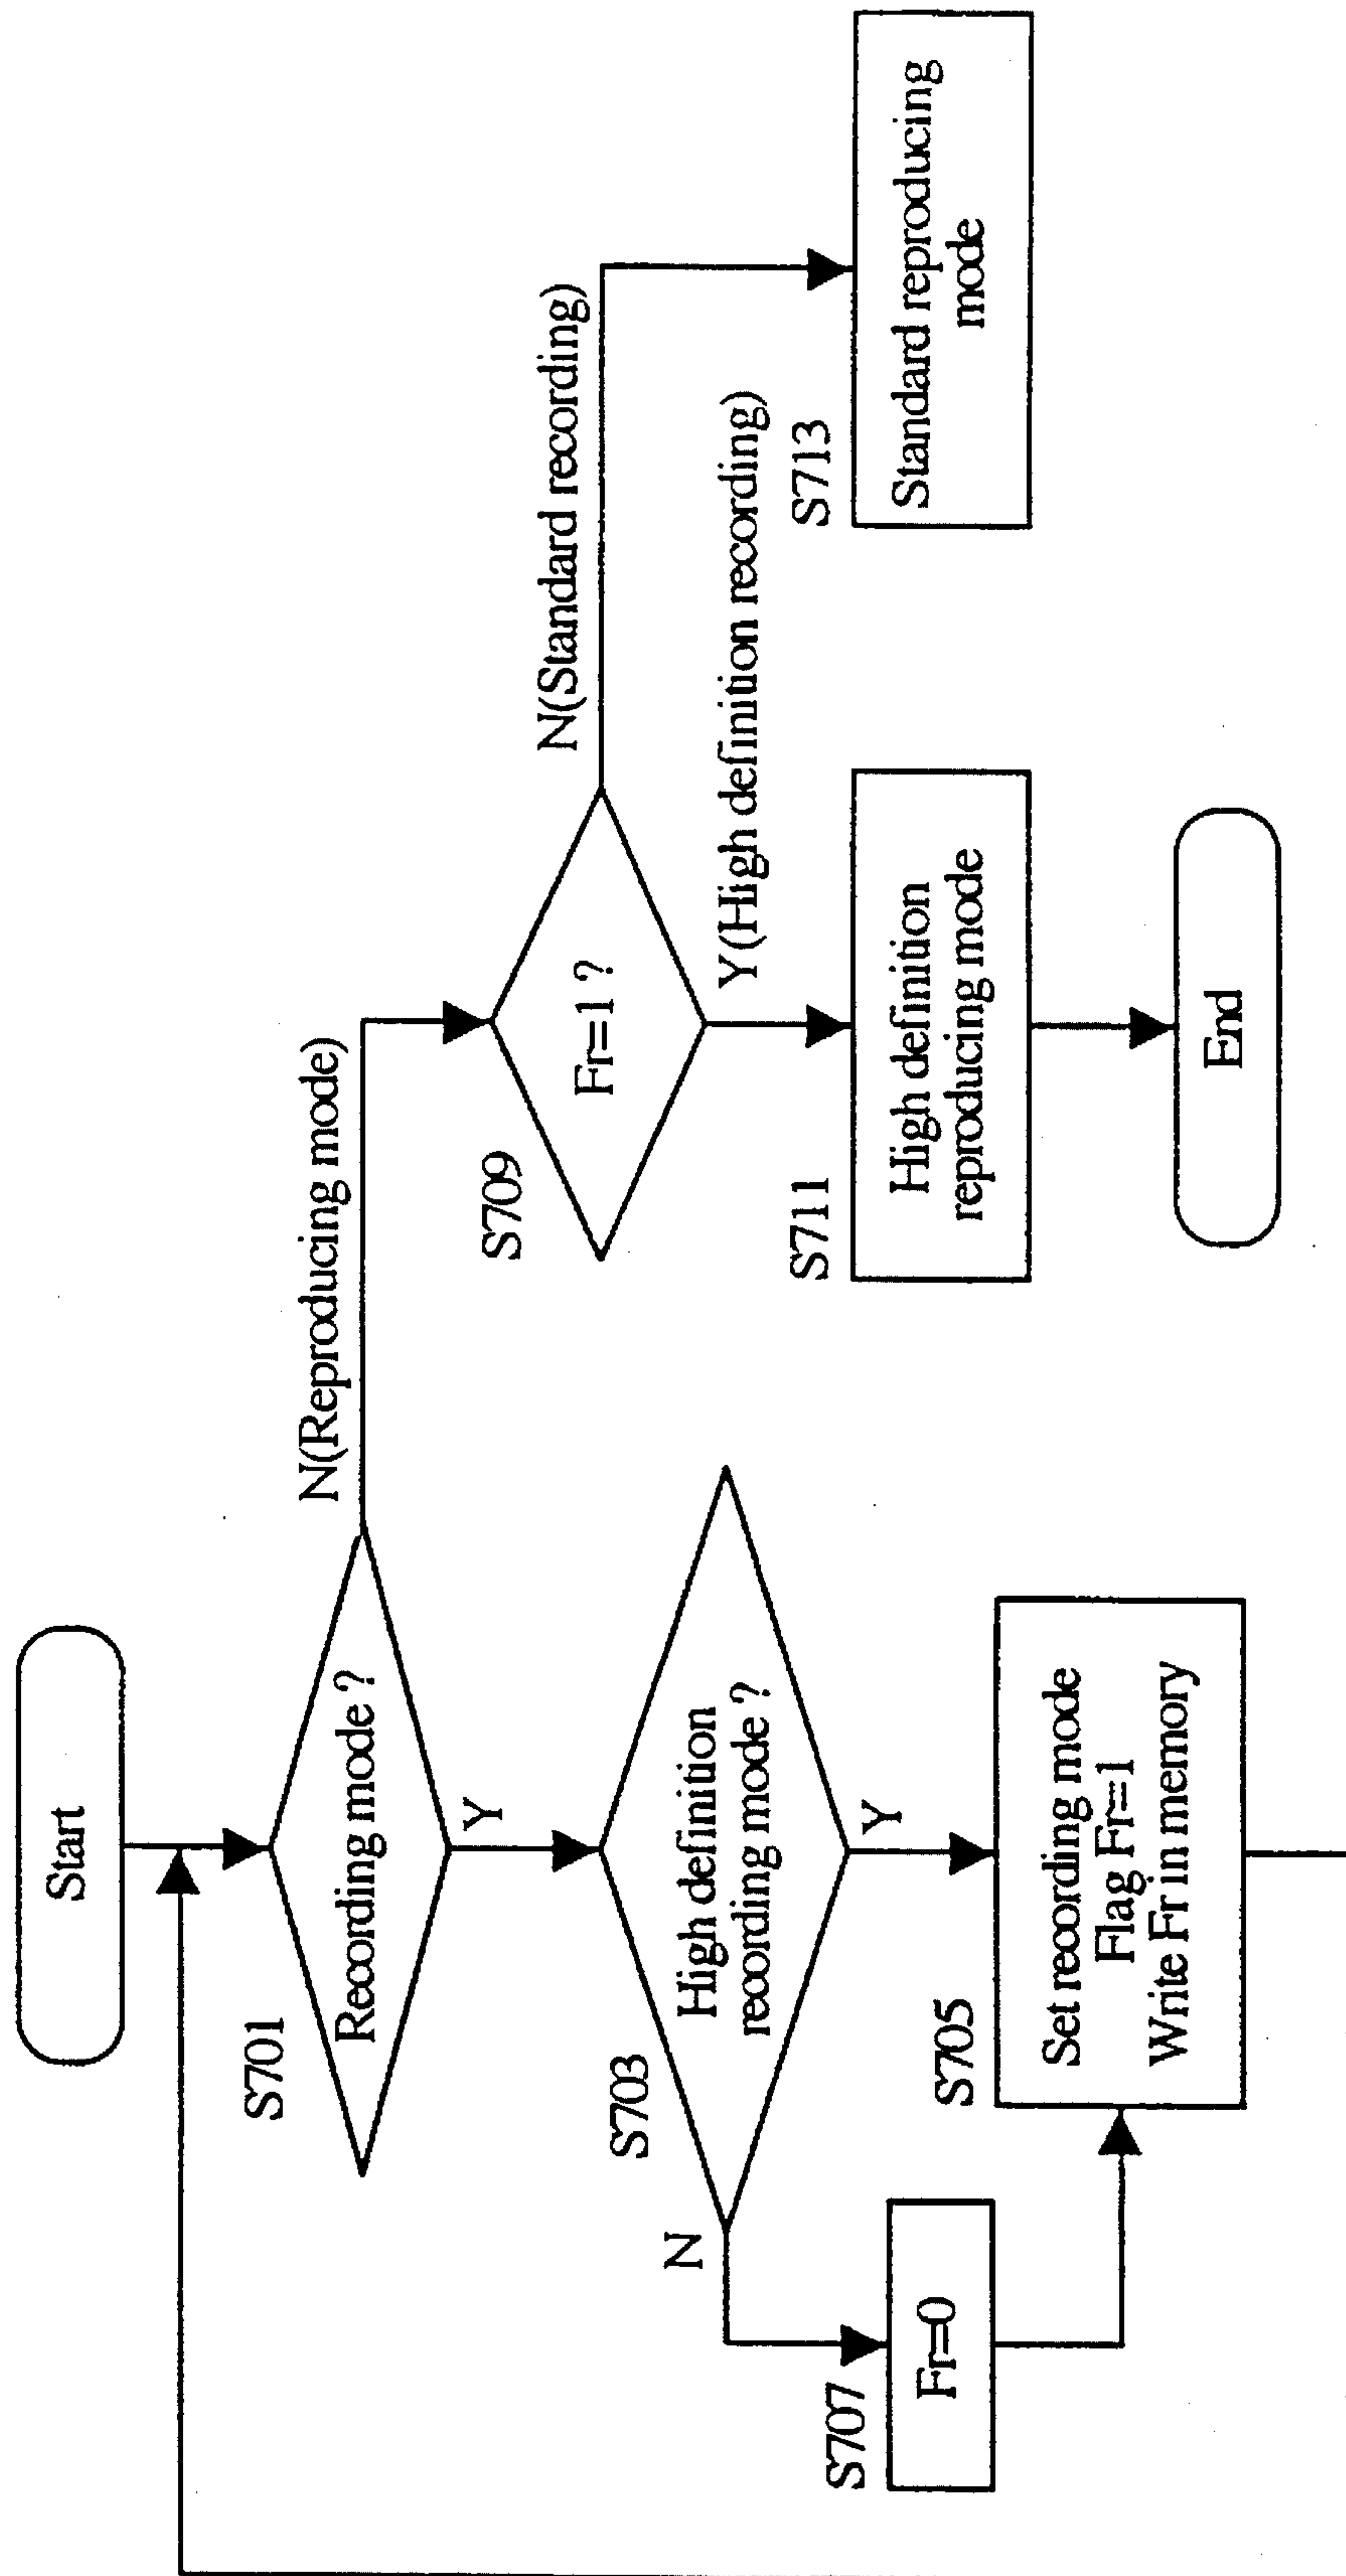 Start
S701
Recording mode ?
N(Reproducing mode)
Y
S703
High definition
recording mode ?
N
Y
S707
Fr=0
S705
Set recording mode
Flag Fr=1
Write Fr in memory
S709
Fr=1 ?
N(Standard recording)
Y(High definition recording)
S711
High definition
reproducing mode
S713
Standard reproducing
mode
End